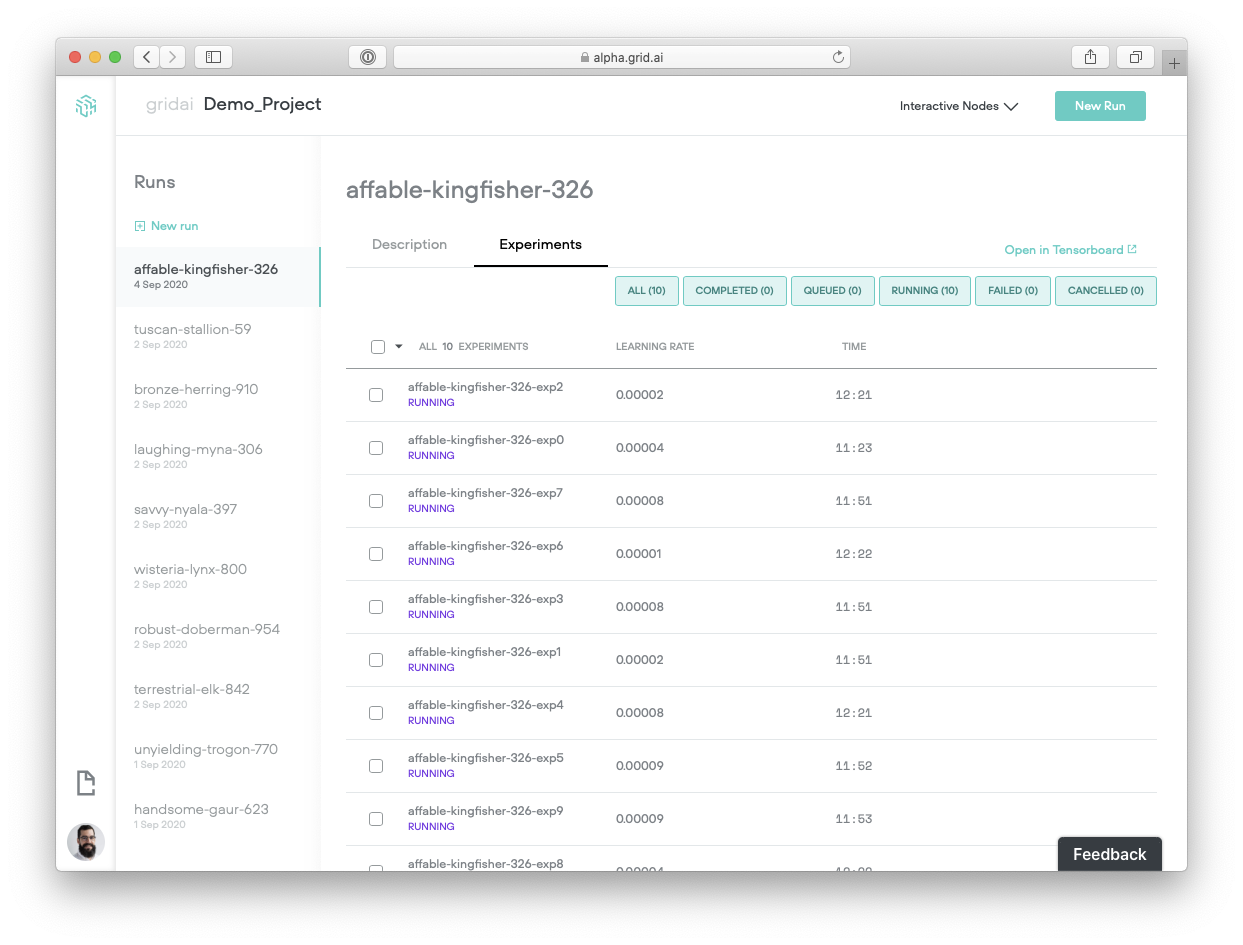 alpha.grid.ai
gridai Demo_Project
Interactive Nodes
New Run
Runs
New run
affable-kingfisher-326
4 Sep 2020
tuscan-stallion-59
2 Sep 2020
bronze-herring-910
2 Sep 2020
laughing-myna-306
2 Sep 2020
savvy-nyala-397
2 Sep 2020
wisteria-lynx-800
2 Sep 2020
robust-doberman-954
2 Sep 2020
terrestrial-elk-842
2 Sep 2020
unyielding-trogon-770
1 Sep 2020
handsome-gaur-623
1 Sep 2020
affable-kingfisher-326
Description Experiments
Open in Tensorboard
ALL (10) COMPLETED (0) QUEUED (0) RUNNING (10) FAILED (0) CANCELLED (0)
ALL 10 EXPERIMENTS LEARNING RATE TIME
affable-kingfisher-326-exp2 0.00002 12:21
RUNNING
affable-kingfisher-326-exp0 0.00004 11:23
RUNNING
affable-kingfisher-326-exp7 0.00008 11:51
RUNNING
affable-kingfisher-326-exp6 0.00001 12:22
RUNNING
affable-kingfisher-326-exp3 0.00008 11:51
RUNNING
affable-kingfisher-326-exp1 0.00002 11:51
RUNNING
affable-kingfisher-326-exp4 0.00008 12:21
RUNNING
affable-kingfisher-326-exp5 0.00009 11:52
RUNNING
affable-kingfisher-326-exp9 0.00009 11:53
RUNNING
affable-kingfisher-326-exp8
Feedback